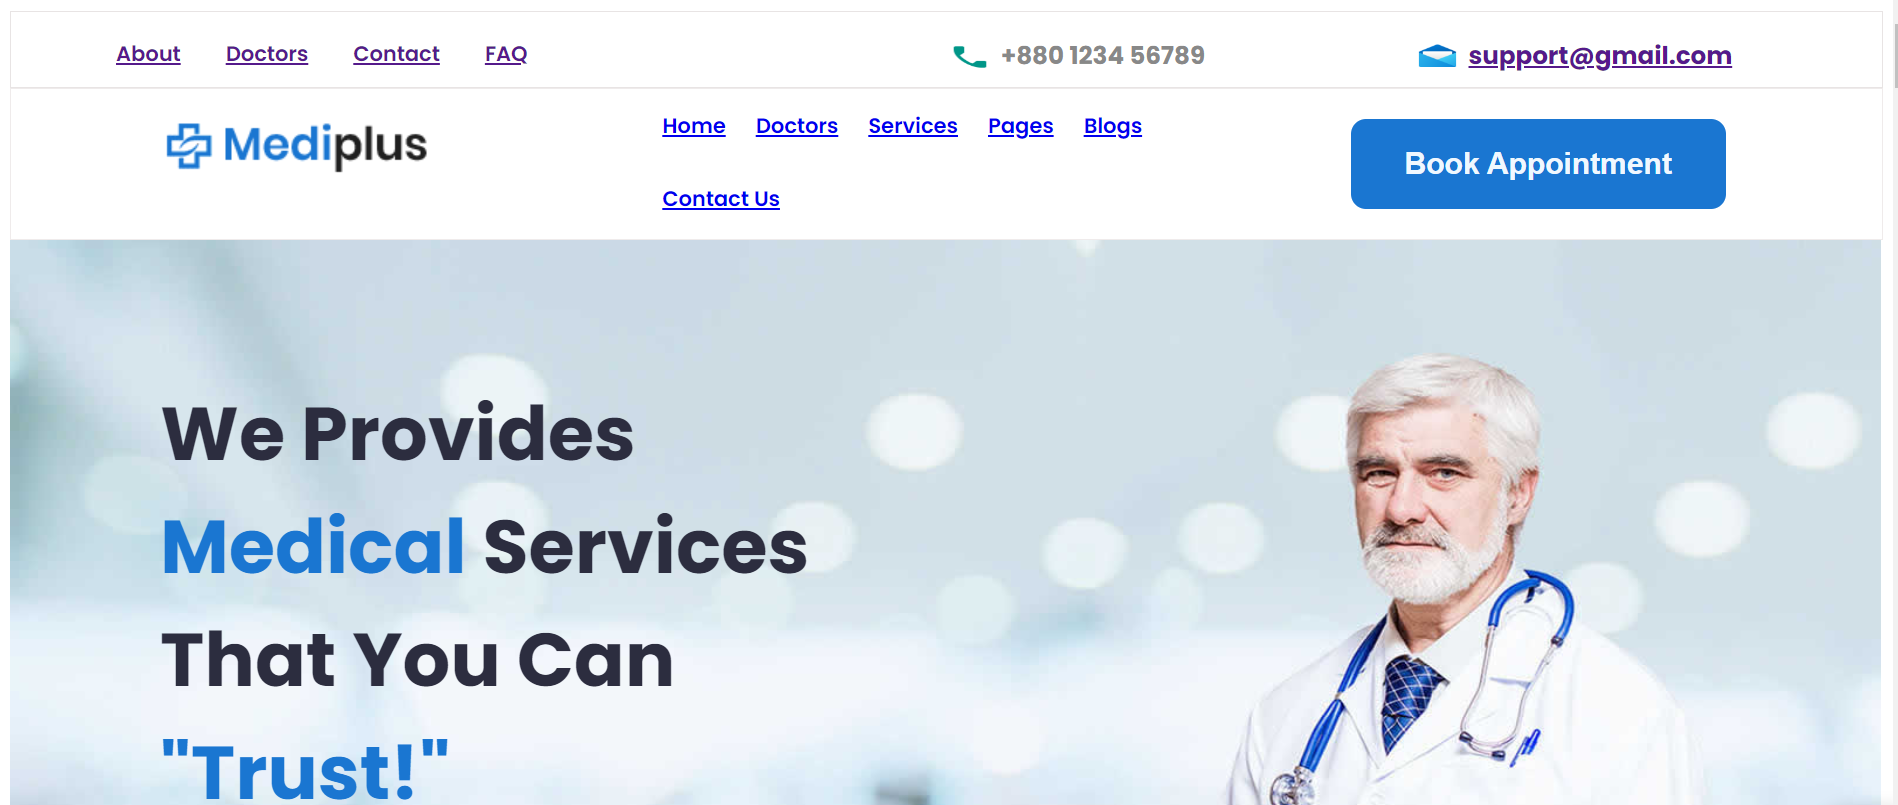 About Doctors Contact FAQ +880 1234 56789 support@gmail.com
Mediplus
Home Doctors Services Pages Blogs
Contact Us
Book Appointment
We Provides
Medical Services
That You Can
"Trust!"